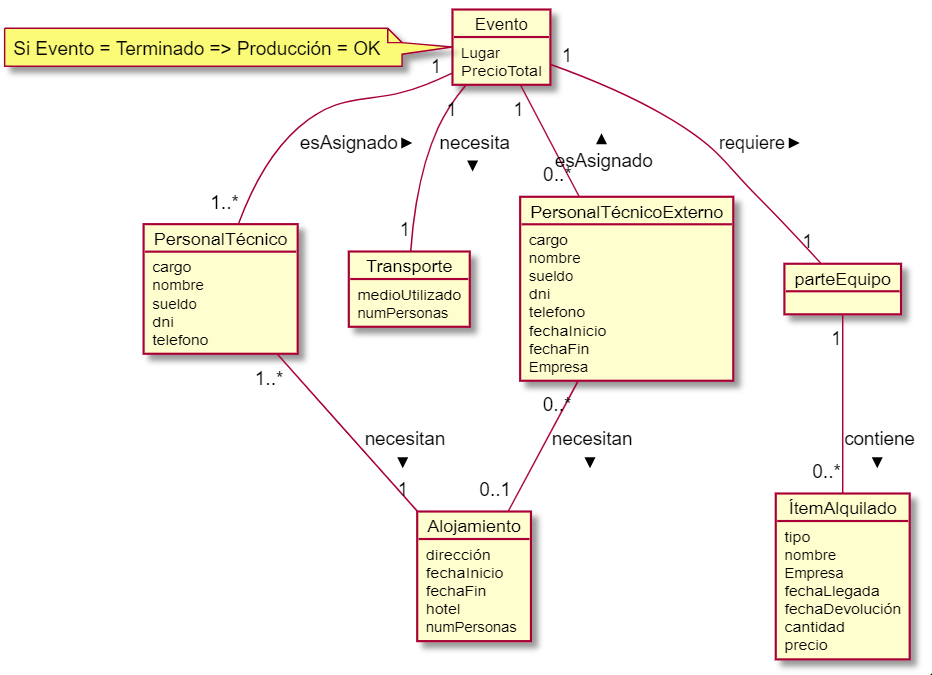 Evento
Lugar
PrecioTotal
Si Evento = Terminado => Producción = OK
1
1
1
1
esAsignado
necesita
esAsignado
requiere
1..*
1
0..*
1
PersonalTécnico
cargo
nombre
sueldo
dni
telefono
Transporte
medioUtilizado
numPersonas
PersonalTécnicoExterno
cargo
nombre
sueldo
dni
telefono
fechaInicio
fechaFin
Empresa
parteEquipo
1..*
0..*
1
necesitan
necesitan
contiene
1
0..1
0..*
Alojamiento
dirección
fechaInicio
fechaFin
hotel
numPersonas
ÍtemAlquilado
tipo
nombre
Empresa
fechaLlegada
fechaDevolución
cantidad
precio